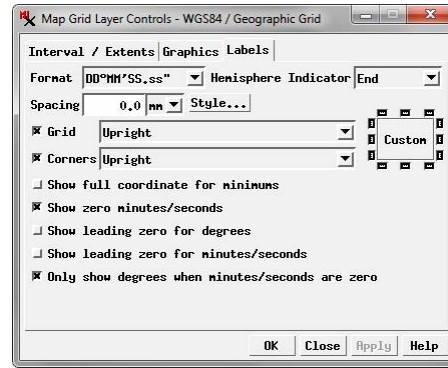 Map Grid Layer Controls - WGS84 / Geographic Grid
Interval / Extents Graphics Labels
Format DD°MM'SS.ss" Hemisphere Indicator End
Spacing 0.0 mm Style...
Grid Upright
Custom
Corners Upright
Show full coordinate for minimums
Show zero minutes/seconds
Show leading zero for degrees
Show leading zero for minutes/seconds
Only show degrees when minutes/seconds are zero
OK Close Apply Help